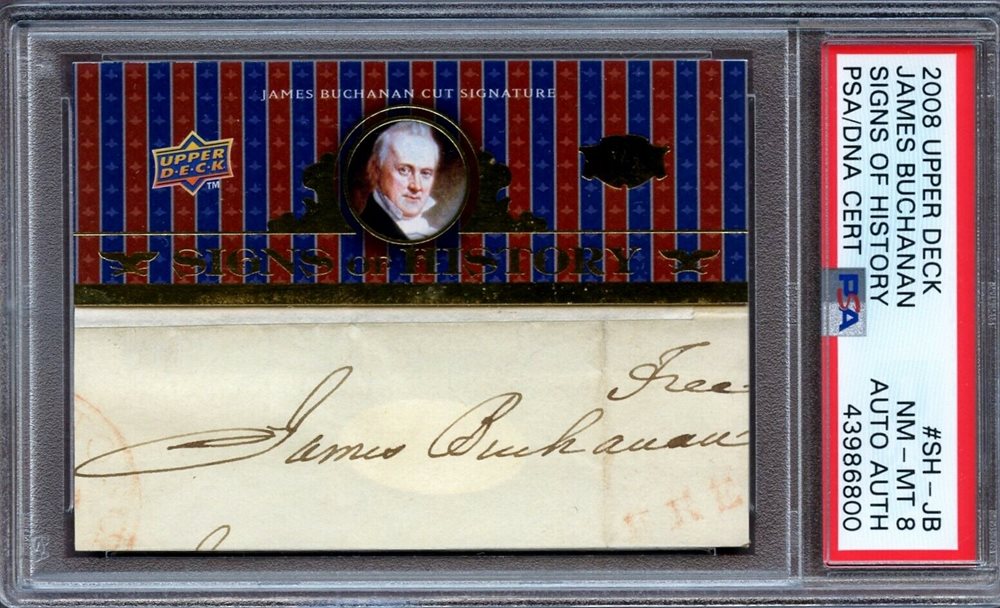 JAMES BUCHANAN CUT SIGNATURE
UPPER
D·E·C·K
TM
SIGNS OF HISTORY
Free
James Buchanan
2008 UPPER DECK
JAMES BUCHANAN
SIGNS OF HISTORY
PSA/DNA CERT
PSA
#SH-JB
NM-MT 8
AUTO AUTH
43986800